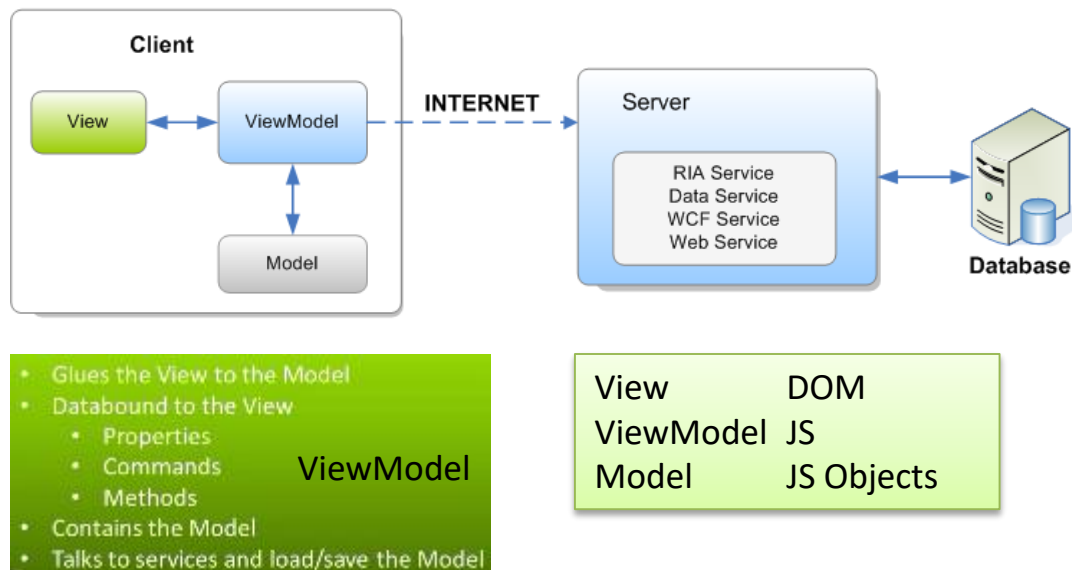 Client
View
ViewModel
Model
INTERNET
Server
RIA Service
Data Service
WCF Service
Web Service
Database
• Glues the View to the Model
• Databound to the View
• Properties
• Commands
• Methods
• Contains the Model
• Talks to services and load/save the Model
ViewModel
View DOM
ViewModel JS
Model JS Objects